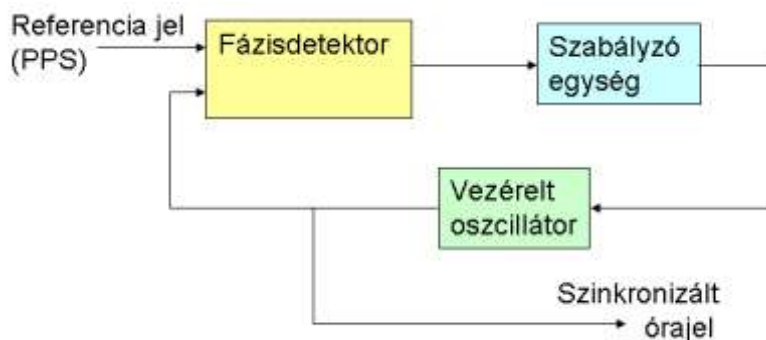 Referencia jel
(PPS)
Fázisdetektor
Szabályzó
egység
Vezérelt
oszcillátor
Szinkronizált
órajel